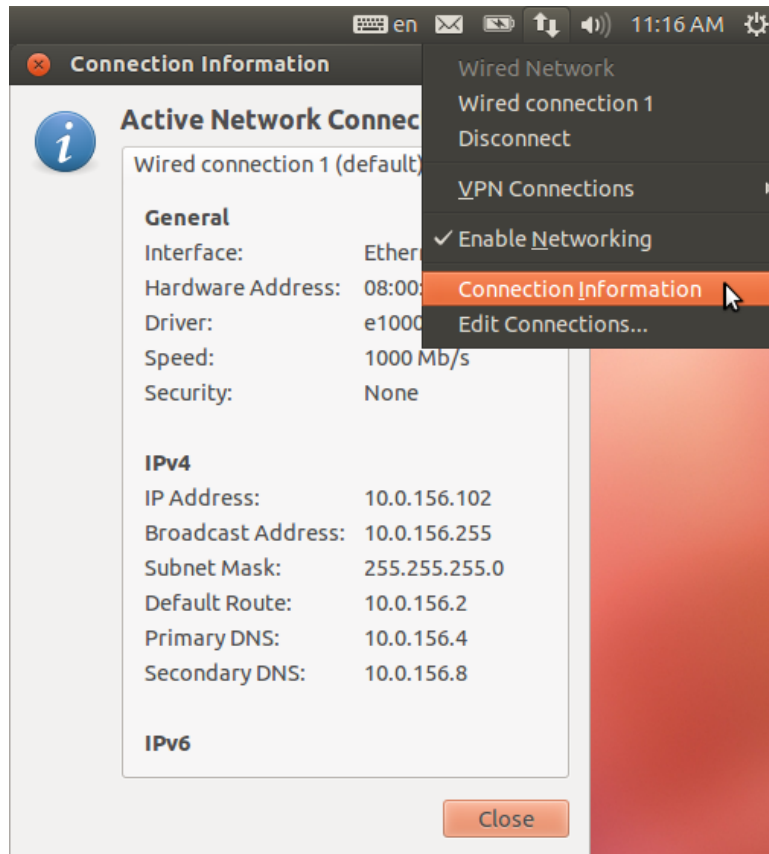 en 11:16 AM
Connection Information
Active Network Connec
Wired connection 1 (default)
General
Interface: Ether
Hardware Address: 08:00:
Driver: e1000
Speed: 1000 Mb/s
Security: None
IPv4
IP Address: 10.0.156.102
Broadcast Address: 10.0.156.255
Subnet Mask: 255.255.255.0
Default Route: 10.0.156.2
Primary DNS: 10.0.156.4
Secondary DNS: 10.0.156.8
IPv6
Close
Wired Network
Wired connection 1
Disconnect
VPN Connections
Enable Networking
Connection Information
Edit Connections...